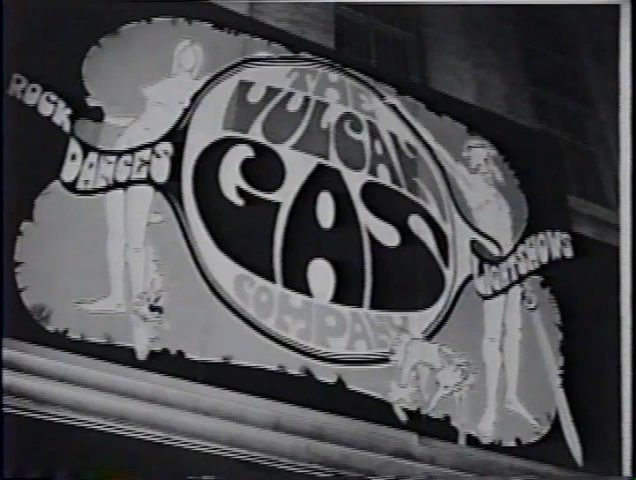 THE
VULCAN
GAS
COMPANY
ROCK
DANCES
LIGHTSHOWS